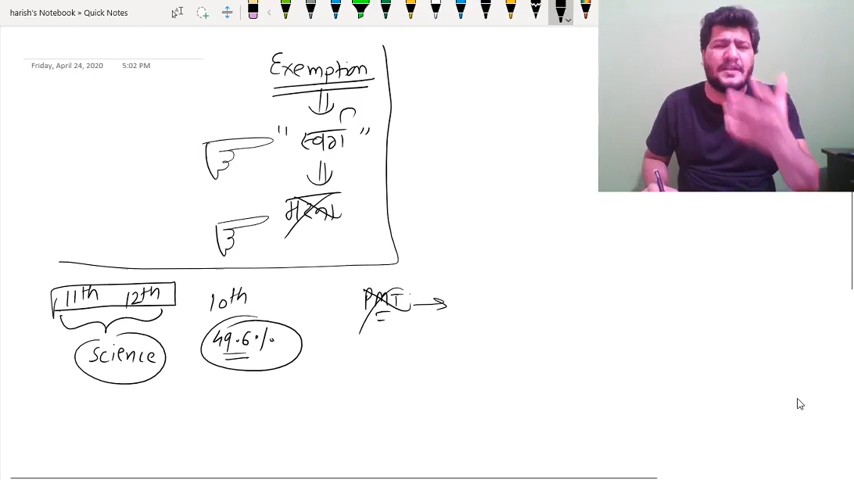 harish's Notebook » Quick Notes
Friday, April 24, 2020 5:02 PM
Exemption
11th 12th 10th PMT
Science 49.6%